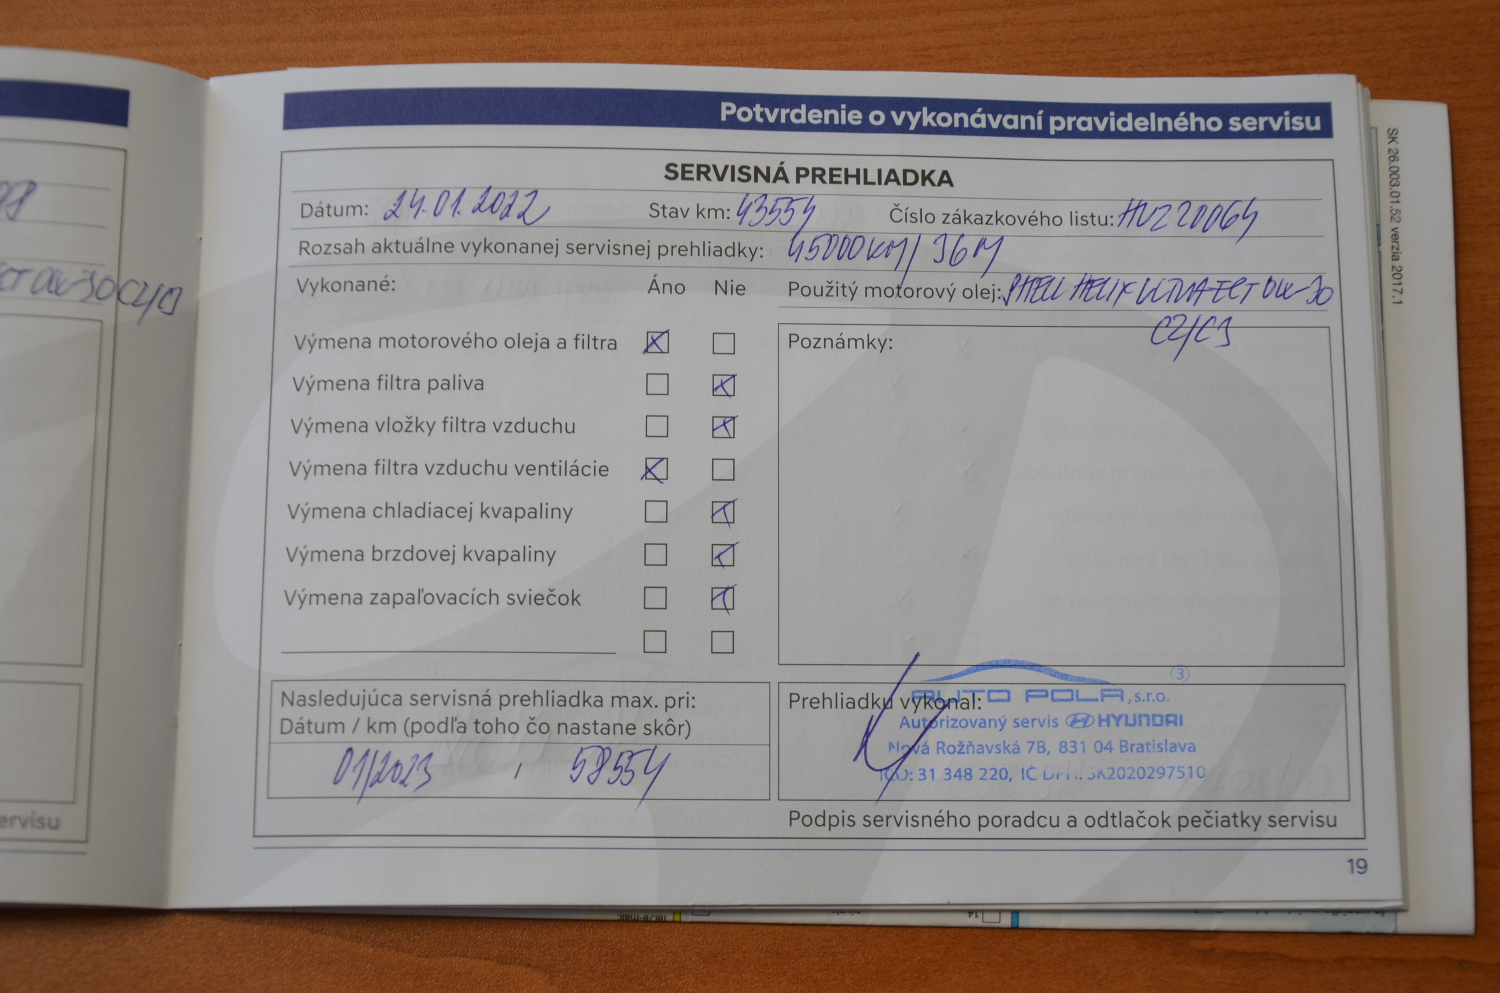 Potvrdenie o vykonávaní pravidelného servisu
SERVISNÁ PREHLIADKA
Dátum: 24.01.2022 Stav km: 43554 Číslo zákazkového listu: HVZ20064
Rozsah aktuálne vykonanej servisnej prehliadky: 45000KM/36M
Vykonané: Áno Nie Použitý motorový olej: SHELL HELIX ULTRA ECT 0W-30
C2/C3
Výmena motorového oleja a filtra
Poznámky:
Výmena filtra paliva
Výmena vložky filtra vzduchu
Výmena filtra vzduchu ventilácie
Výmena chladiacej kvapaliny
Výmena brzdovej kvapaliny
Výmena zapaľovacích sviečok
Nasledujúca servisná prehliadka max. pri:
Dátum / km (podľa toho čo nastane skôr)
01/2023 / 58554
Prehliadku vykonal:
(3)
AUTO POLA, s.r.o.
Autorizovaný servis HYUNDAI
Nová Rožňavská 7B, 831 04 Bratislava
IČO: 31 348 220, IČ DPH: SK2020297510
Podpis servisného poradcu a odtlačok pečiatky servisu
19
SK 26.003.01.52 verzia 2017.1
ervisu
14